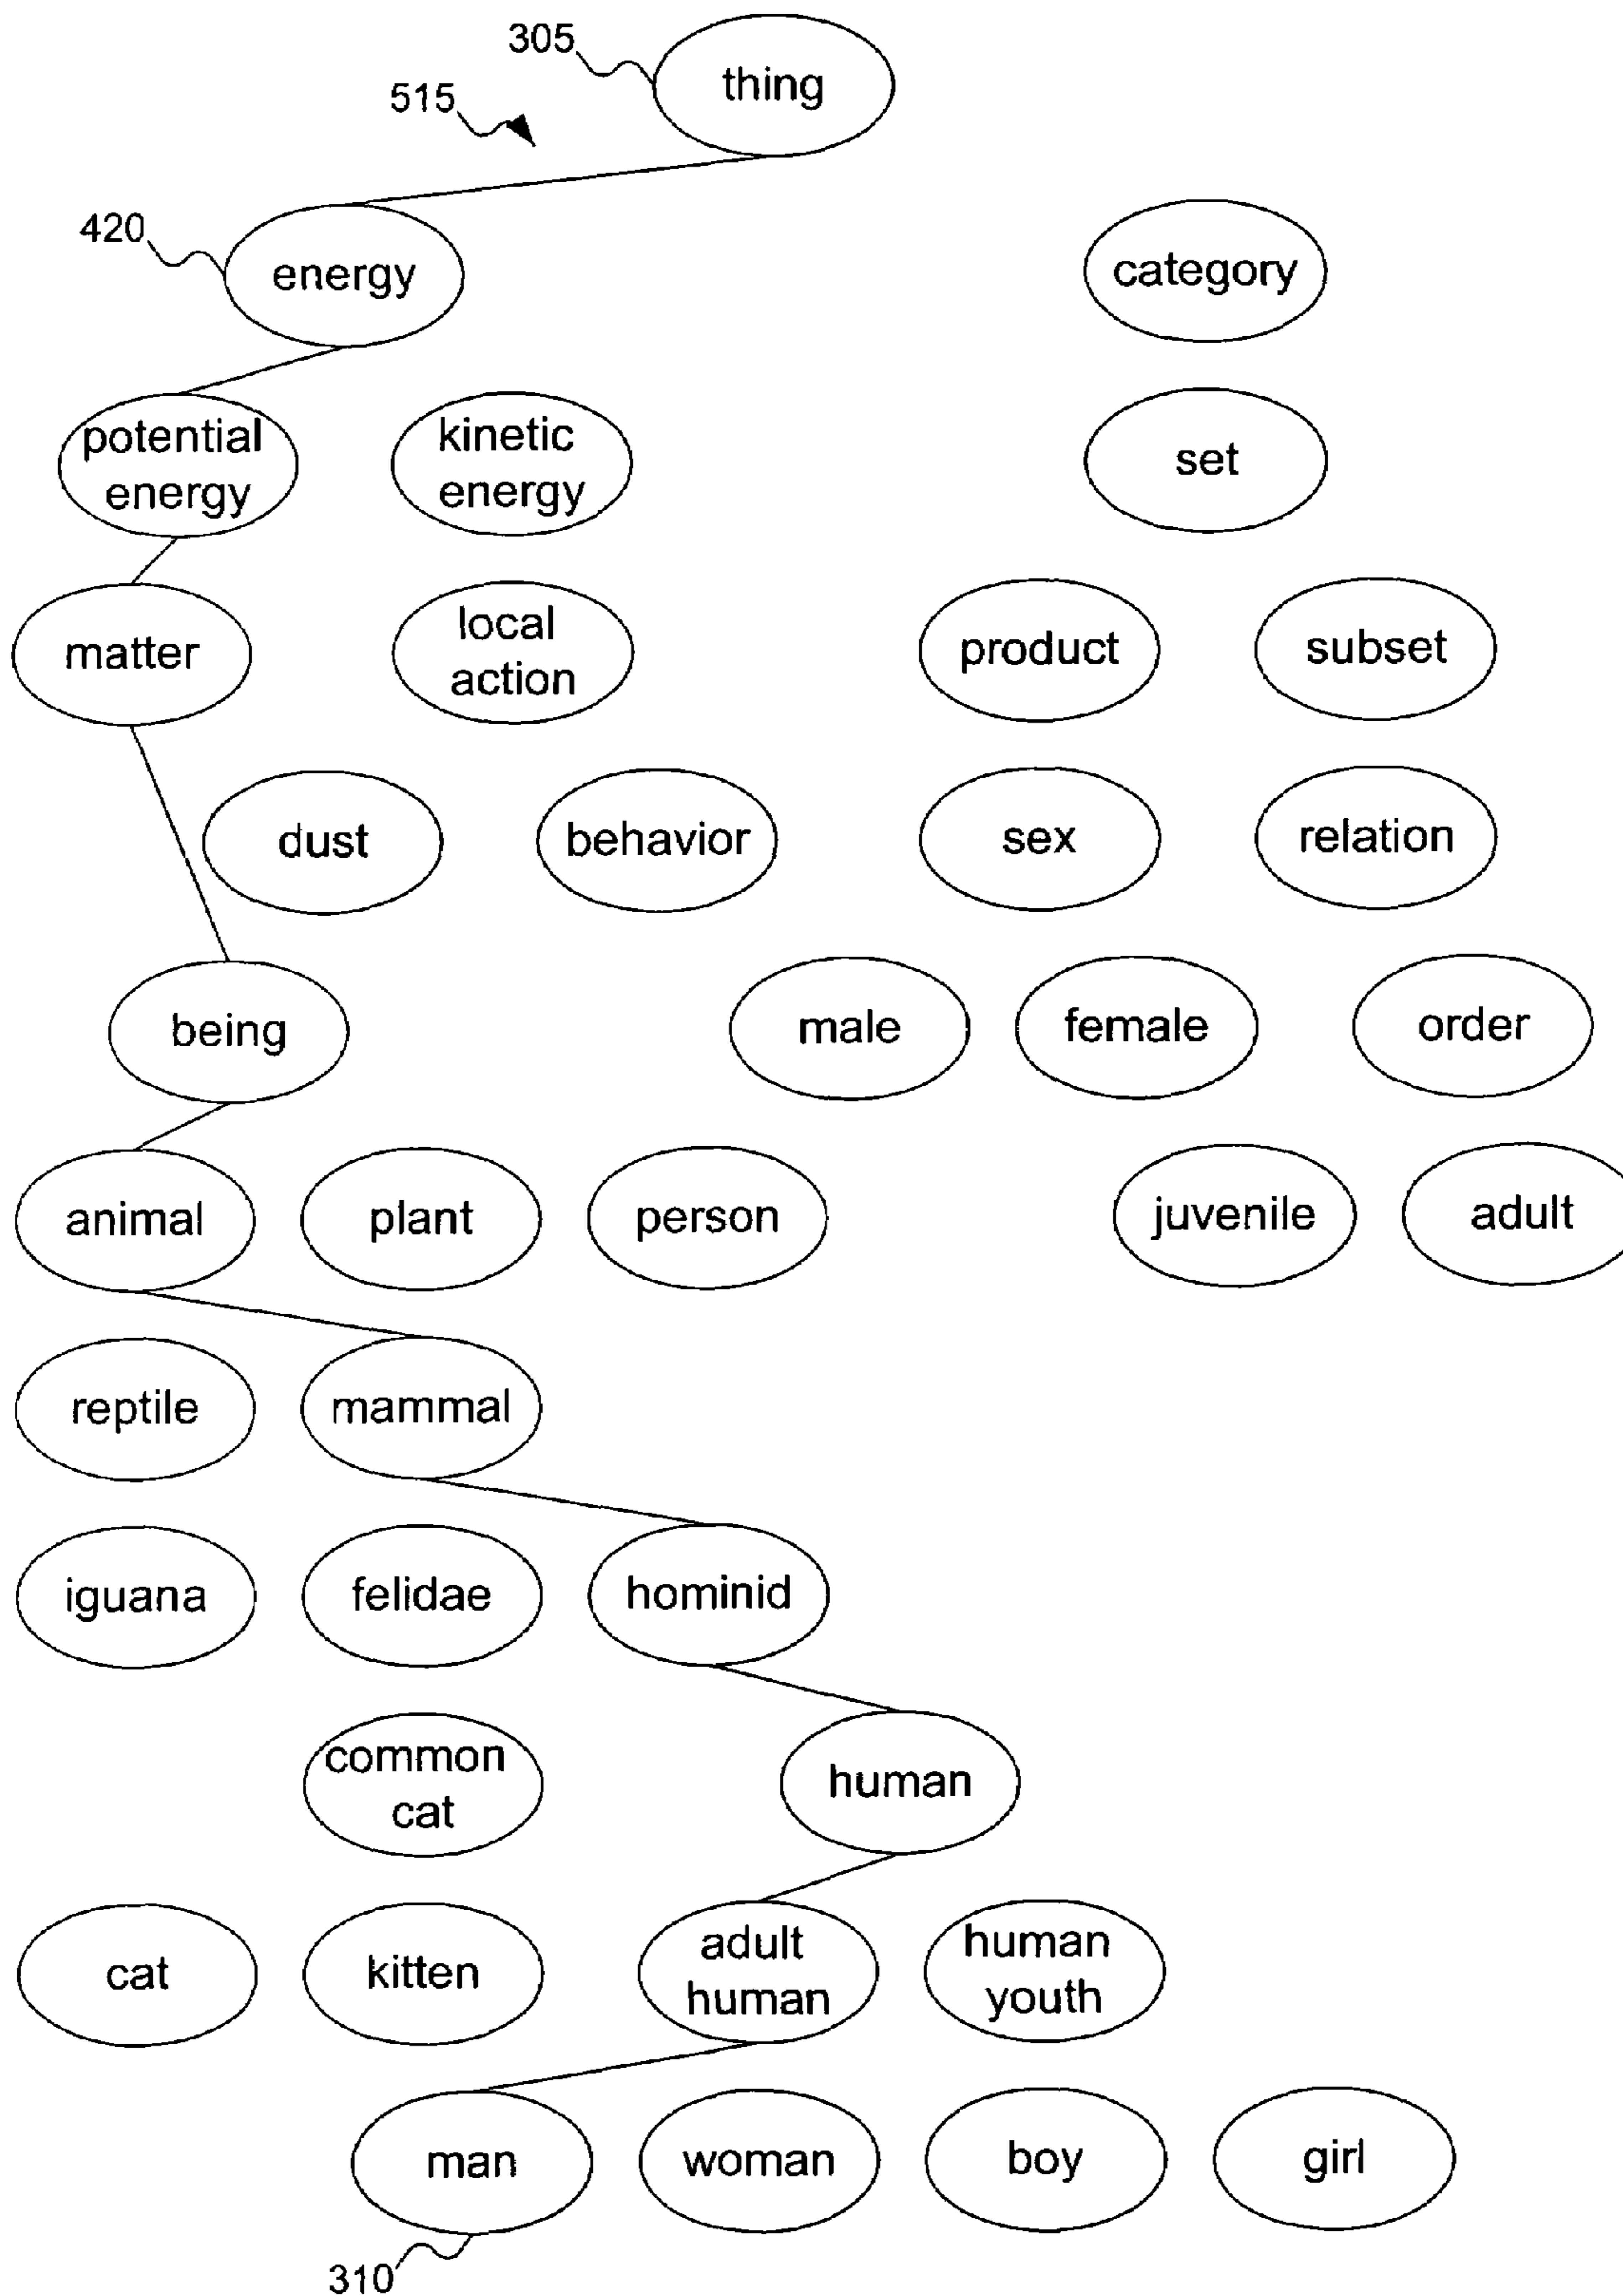 305
thing
515
420
energy
category
potential
energy
kinetic
energy
set
matter
local
action
product
subset
dust
behavior
sex
relation
being
male
female
order
animal
plant
person
juvenile
adult
reptile
mammal
iguana
felidae
hominid
common
cat
human
cat
kitten
adult
human
human
youth
man
woman
boy
girl
310